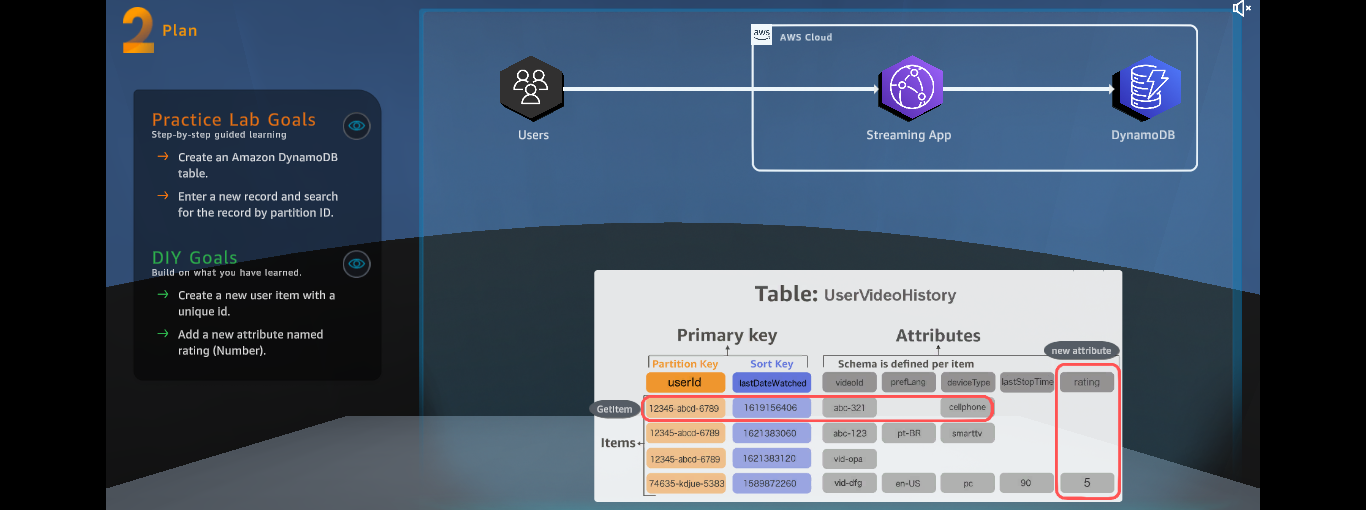 2 Plan
Practice Lab Goals
Step-by-step guided learning
→ Create an Amazon DynamoDB
table.
→ Enter a new record and search
for the record by partition ID.
DIY Goals
Build on what you have learned.
→ Create a new user item with a
unique id.
→ Add a new attribute named
rating (Number).
aws AWS Cloud
Users Streaming App DynamoDB
Table: UserVideoHistory
Primary key Attributes
new attribute
Partition Key Sort Key Schema is defined per item
userId lastDateWatched videoId prefLang deviceType lastStopTime rating
GetItem 12345-abcd-6789 1619156406 abc-321 cellphone
Items 12345-abcd-6789 1621383060 abc-123 pt-BR smarttv
12345-abcd-6789 1621383120 vid-opa
74635-kdjue-5383 1589872260 vid-dfg en-US pc 90 5